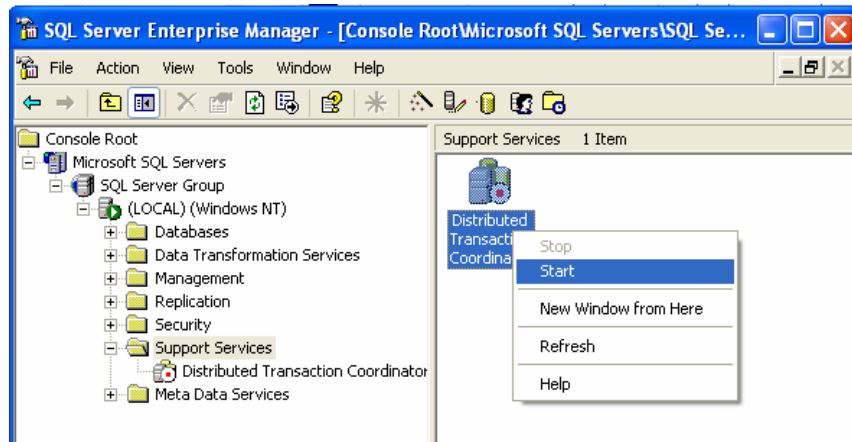 SQL Server Enterprise Manager - [Console Root\Microsoft SQL Servers\SQL Se...
File Action View Tools Window Help
Console Root
Microsoft SQL Servers
SQL Server Group
(LOCAL) (Windows NT)
Databases
Data Transformation Services
Management
Replication
Security
Support Services
Distributed Transaction Coordinator
Meta Data Services
Support Services 1 Item
Distributed
Transacti
Coordina
Stop
Start
New Window from Here
Refresh
Help